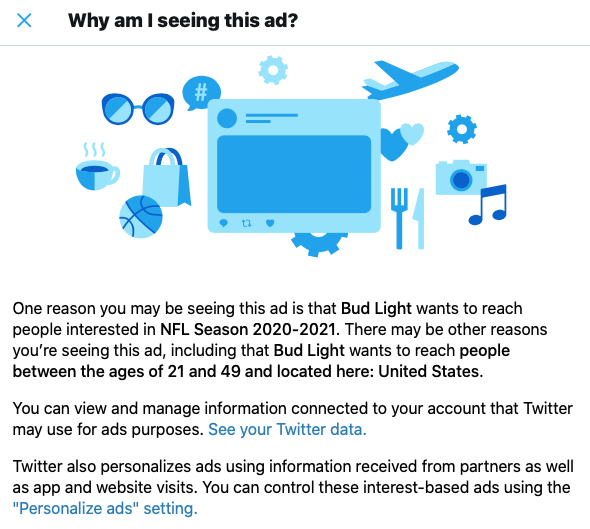 Why am I seeing this ad?
#
One reason you may be seeing this ad is that Bud Light wants to reach
people interested in NFL Season 2020-2021. There may be other reasons
you’re seeing this ad, including that Bud Light wants to reach people
between the ages of 21 and 49 and located here: United States.
You can view and manage information connected to your account that Twitter
may use for ads purposes. See your Twitter data.
Twitter also personalizes ads using information received from partners as well
as app and website visits. You can control these interest-based ads using the
"Personalize ads" setting.